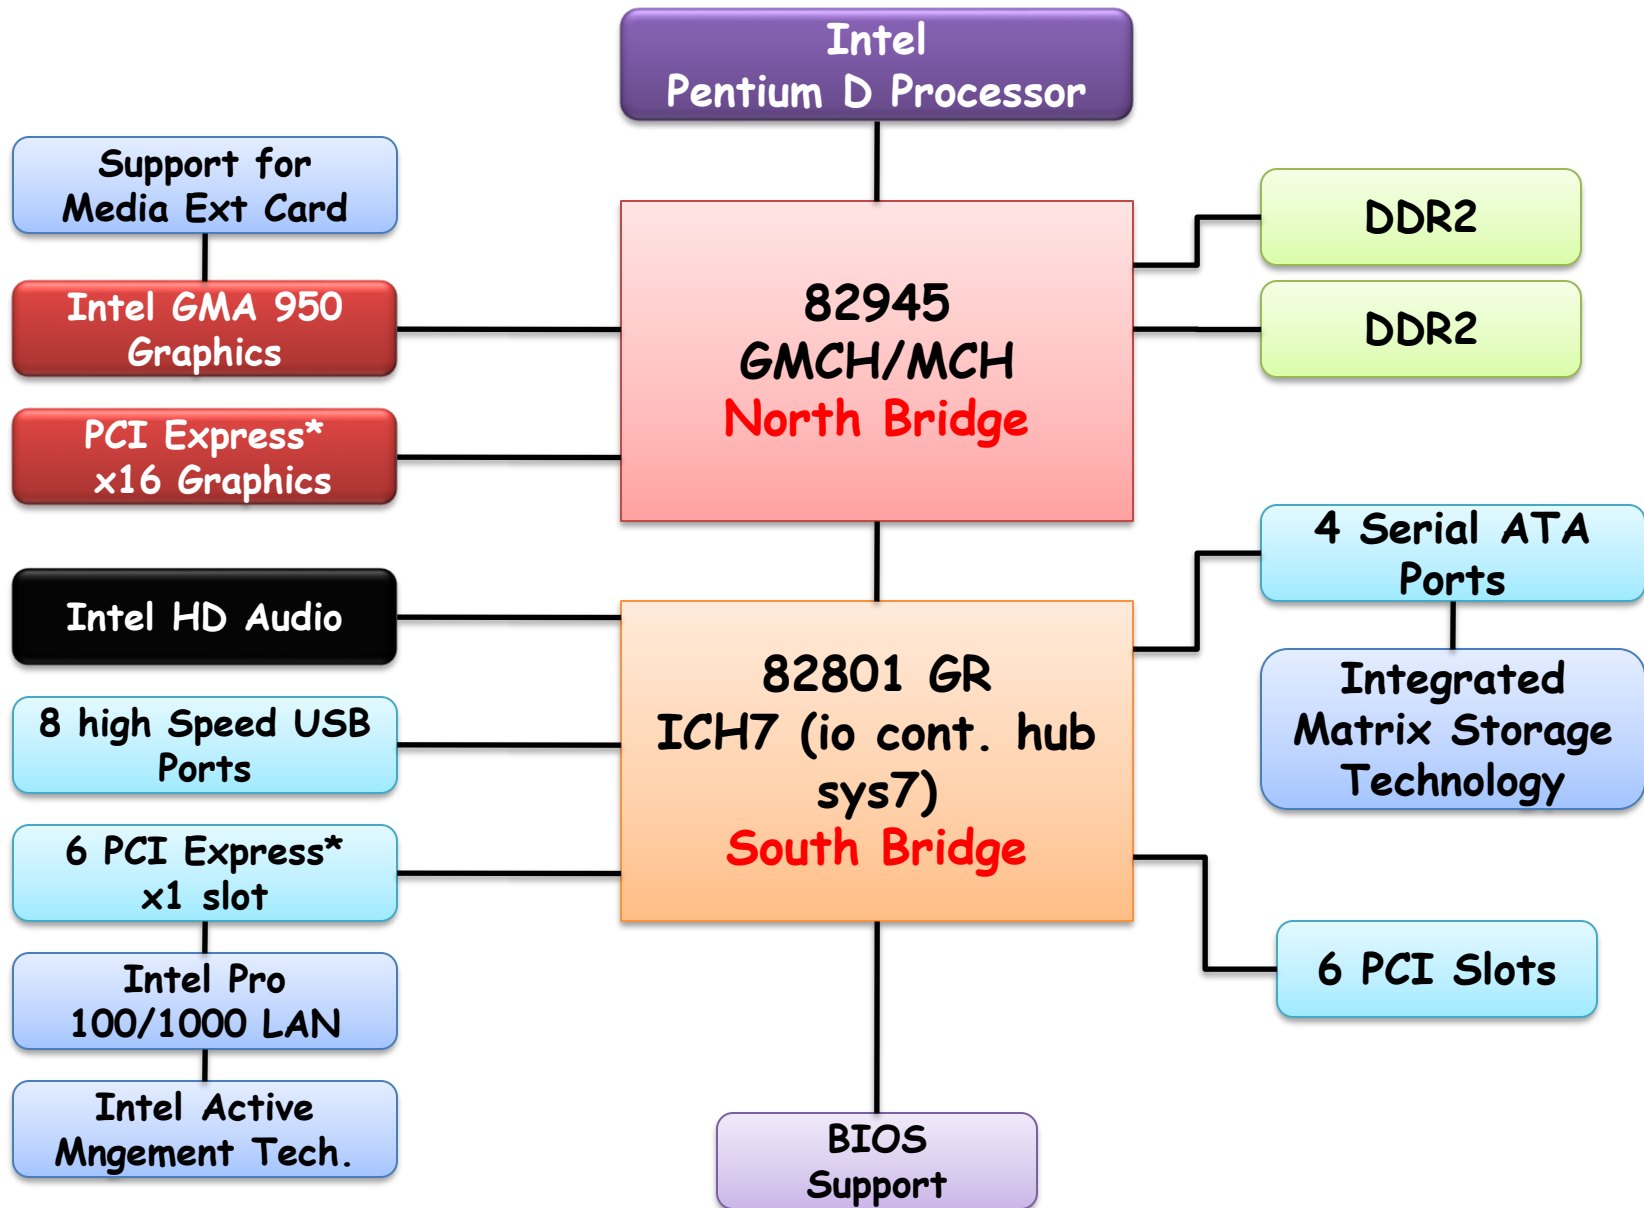 Intel
Pentium D Processor
Support for
Media Ext Card
Intel GMA 950
Graphics
PCI Express*
x16 Graphics
82945
GMCH/MCH
North Bridge
DDR2
DDR2
Intel HD Audio
8 high Speed USB
Ports
6 PCI Express*
x1 slot
Intel Pro
100/1000 LAN
Intel Active
Mngement Tech.
82801 GR
ICH7 (io cont. hub
sys7)
South Bridge
4 Serial ATA
Ports
Integrated
Matrix Storage
Technology
6 PCI Slots
BIOS
Support